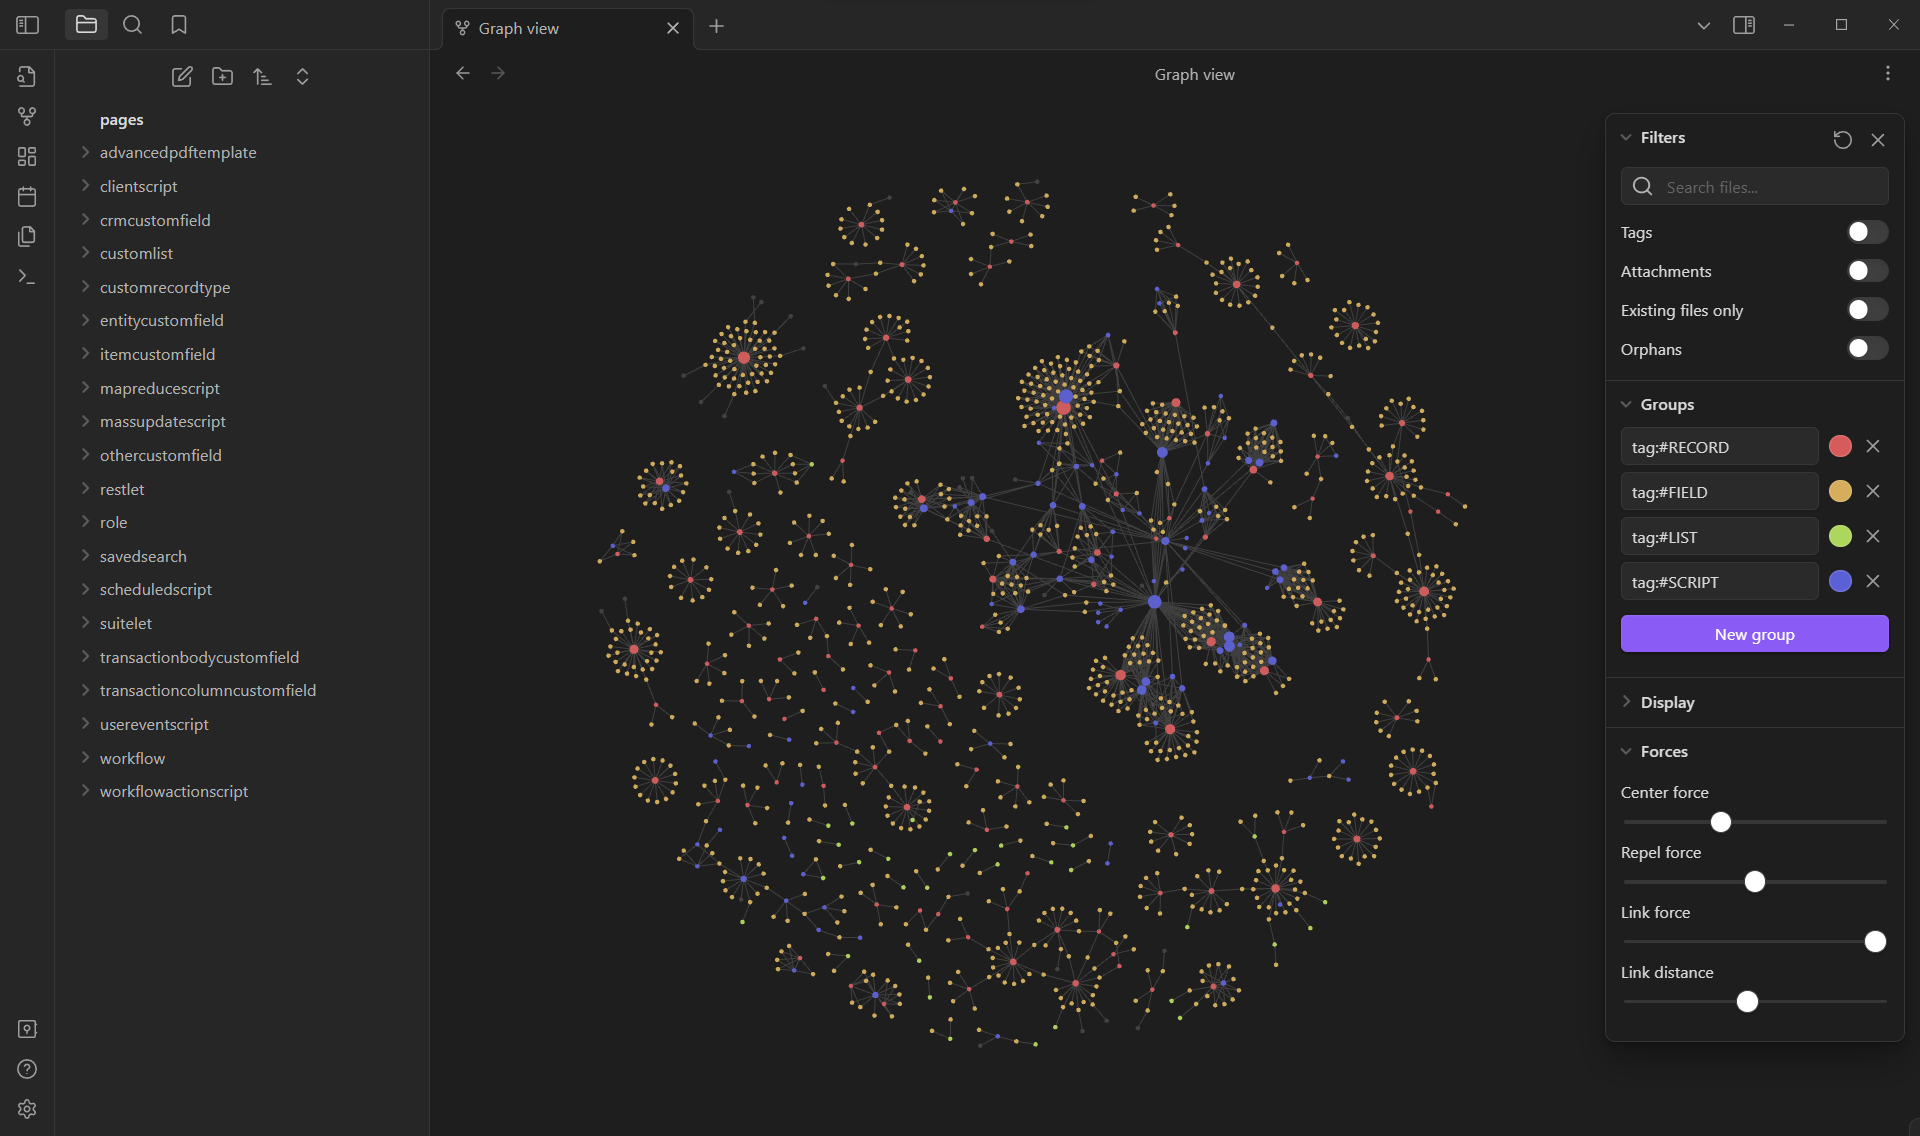 Graph view
Graph view
pages
advancedpdftemplate
clientscript
crmcustomfield
customlist
customrecordtype
entitycustomfield
itemcustomfield
mapreducescript
massupdatescript
othercustomfield
restlet
role
savedsearch
scheduledscript
suitelet
transactionbodycustomfield
transactioncolumncustomfield
usereventscript
workflow
workflowactionscript
Filters
Search files...
Tags
Attachments
Existing files only
Orphans
Groups
tag:#RECORD
tag:#FIELD
tag:#LIST
tag:#SCRIPT
New group
Display
Forces
Center force
Repel force
Link force
Link distance